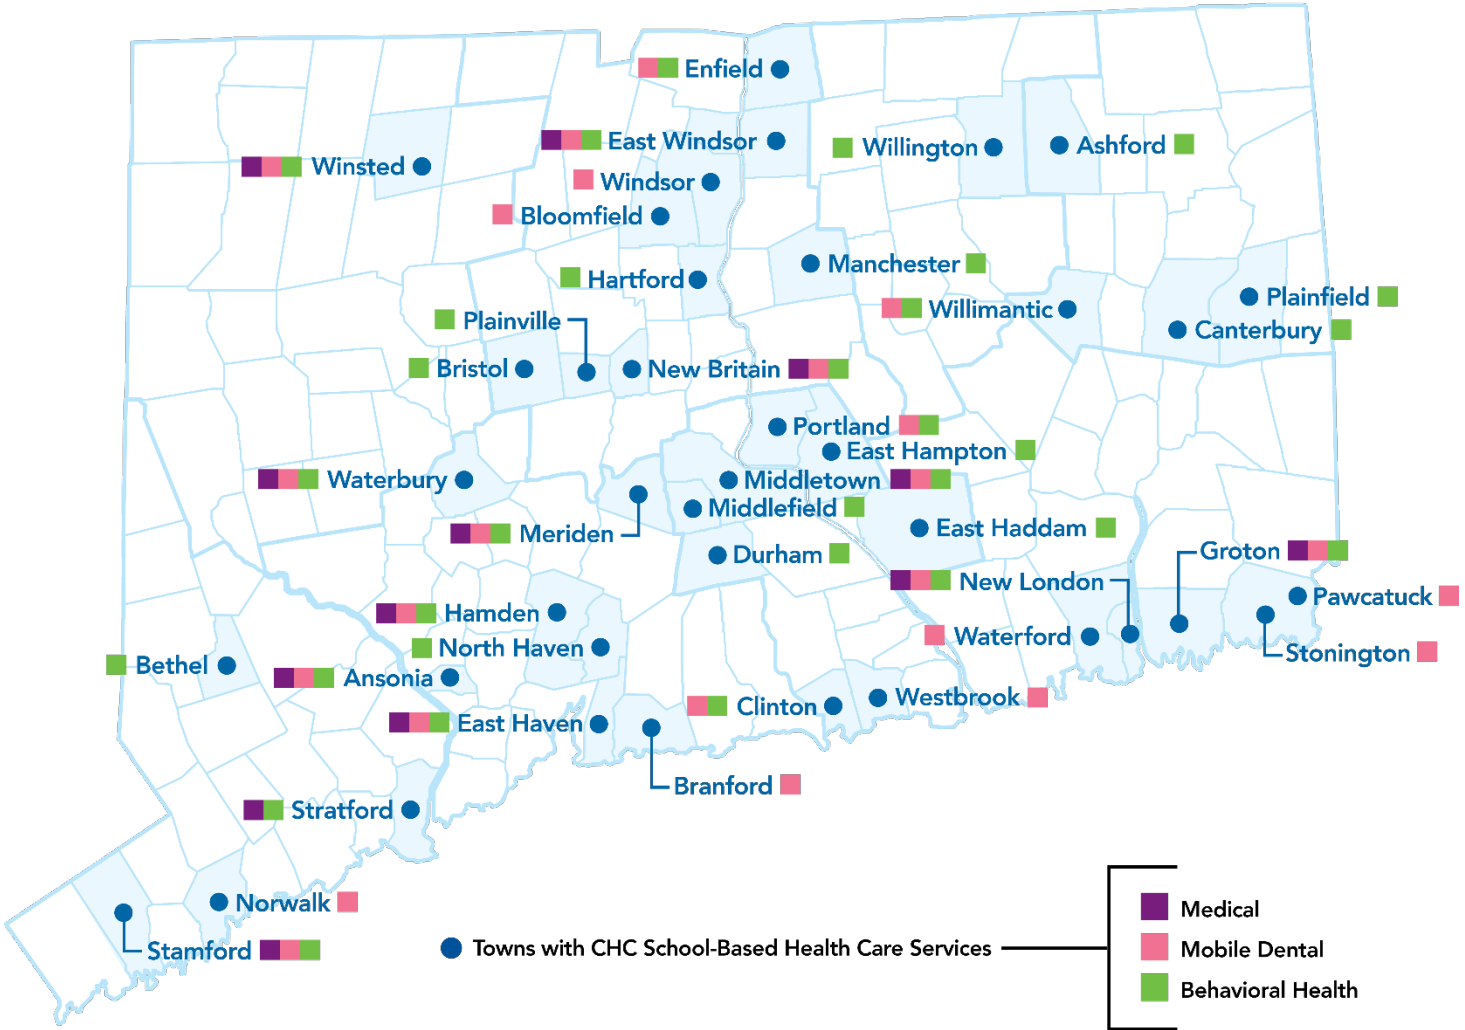 Enfield
East Windsor
Willington
Ashford
Winsted
Windsor
Bloomfield
Manchester
Hartford
Plainfield
Willimantic
Plainville
Canterbury
Bristol
New Britain
Portland
East Hampton
Waterbury
Middletown
Middlefield
Meriden
East Haddam
Durham
Groton
New London
Pawcatuck
Hamden
Waterford
North Haven
Stonington
Bethel
Ansonia
Westbrook
Clinton
East Haven
Branford
Stratford
Norwalk
Stamford
Towns with CHC School-Based Health Care Services
Medical
Mobile Dental
Behavioral Health